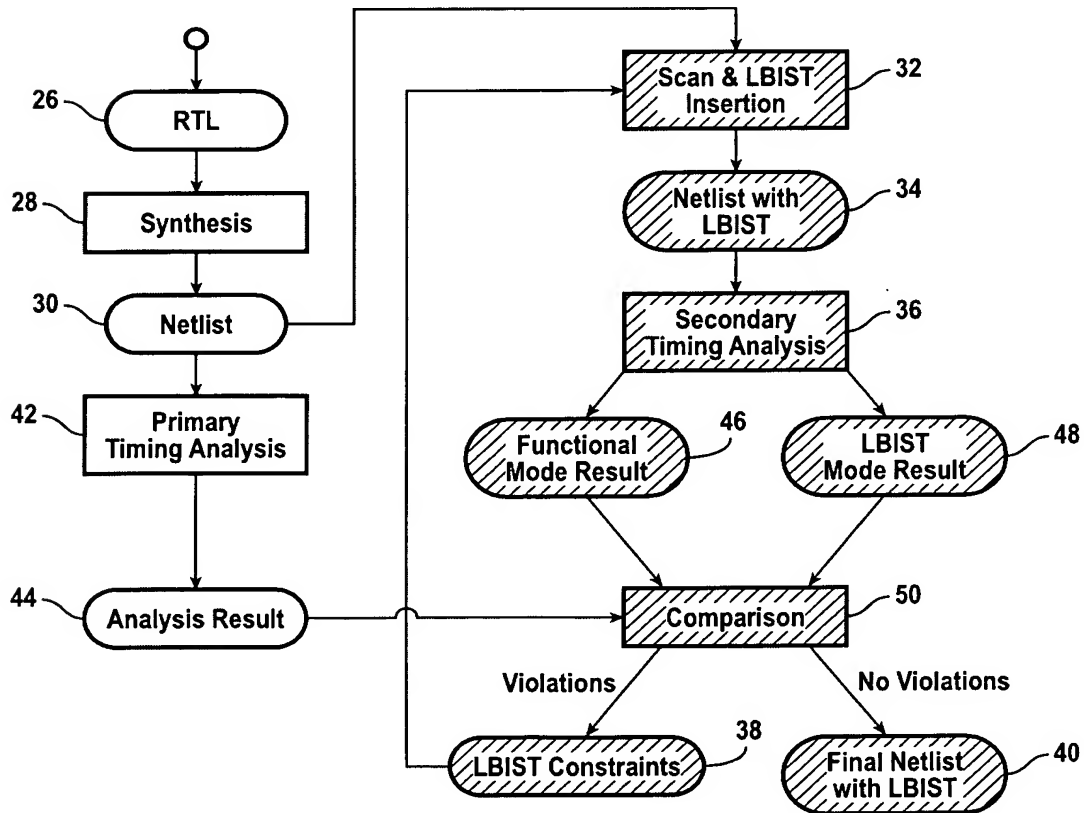 26
RTL
28
Synthesis
30
Netlist
42
Primary
Timing Analysis
44
Analysis Result
Scan & LBIST
Insertion
32
Netlist with
LBIST
34
Secondary
Timing Analysis
36
Functional
Mode Result
46
LBIST
Mode Result
48
Comparison
50
Violations
No Violations
LBIST Constraints
38
Final Netlist
with LBIST
40